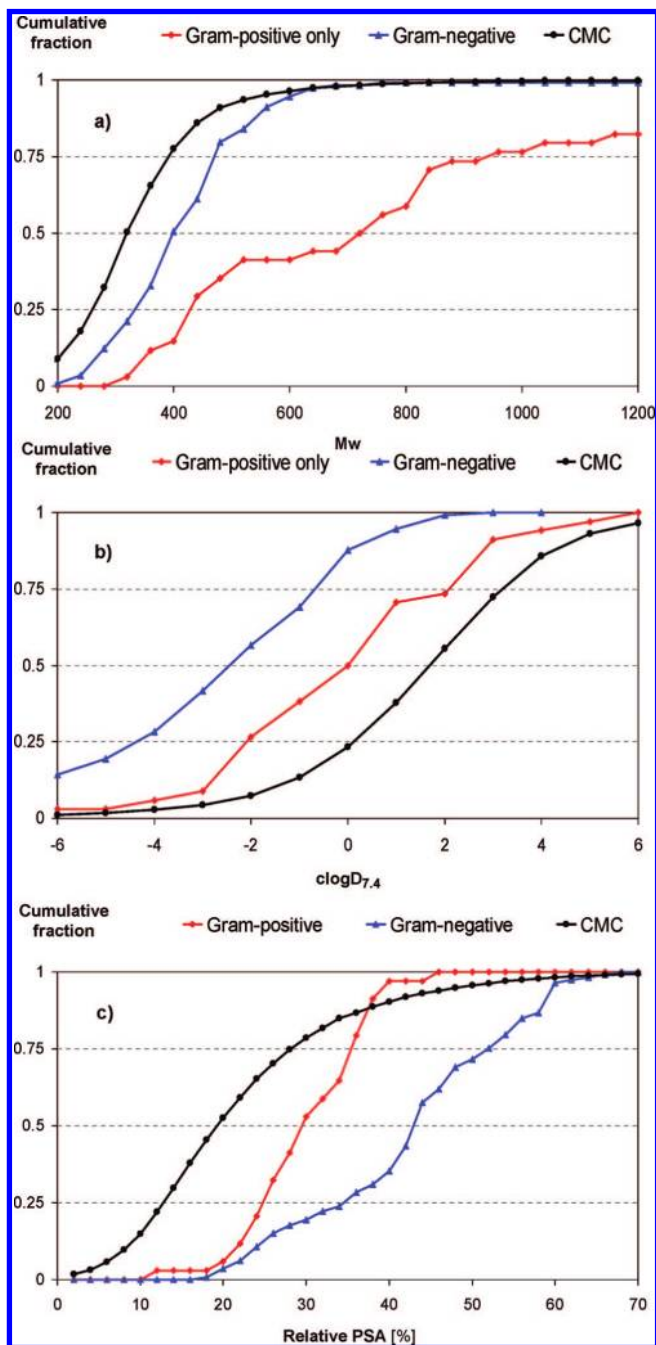 Cumulative fraction
Gram-positive only Gram-negative CMC
1
a)
0.75
0.5
0.25
0
200 400 600 800 1000 1200
Mw
Cumulative fraction
Gram-positive only Gram-negative CMC
1
b)
0.75
0.5
0.25
0
-6 -4 -2 0 2 4 6
clogD7.4
Cumulative fraction
Gram-positive Gram-negative CMC
1
c)
0.75
0.5
0.25
0
0 10 20 30 40 50 60 70
Relative PSA [%]